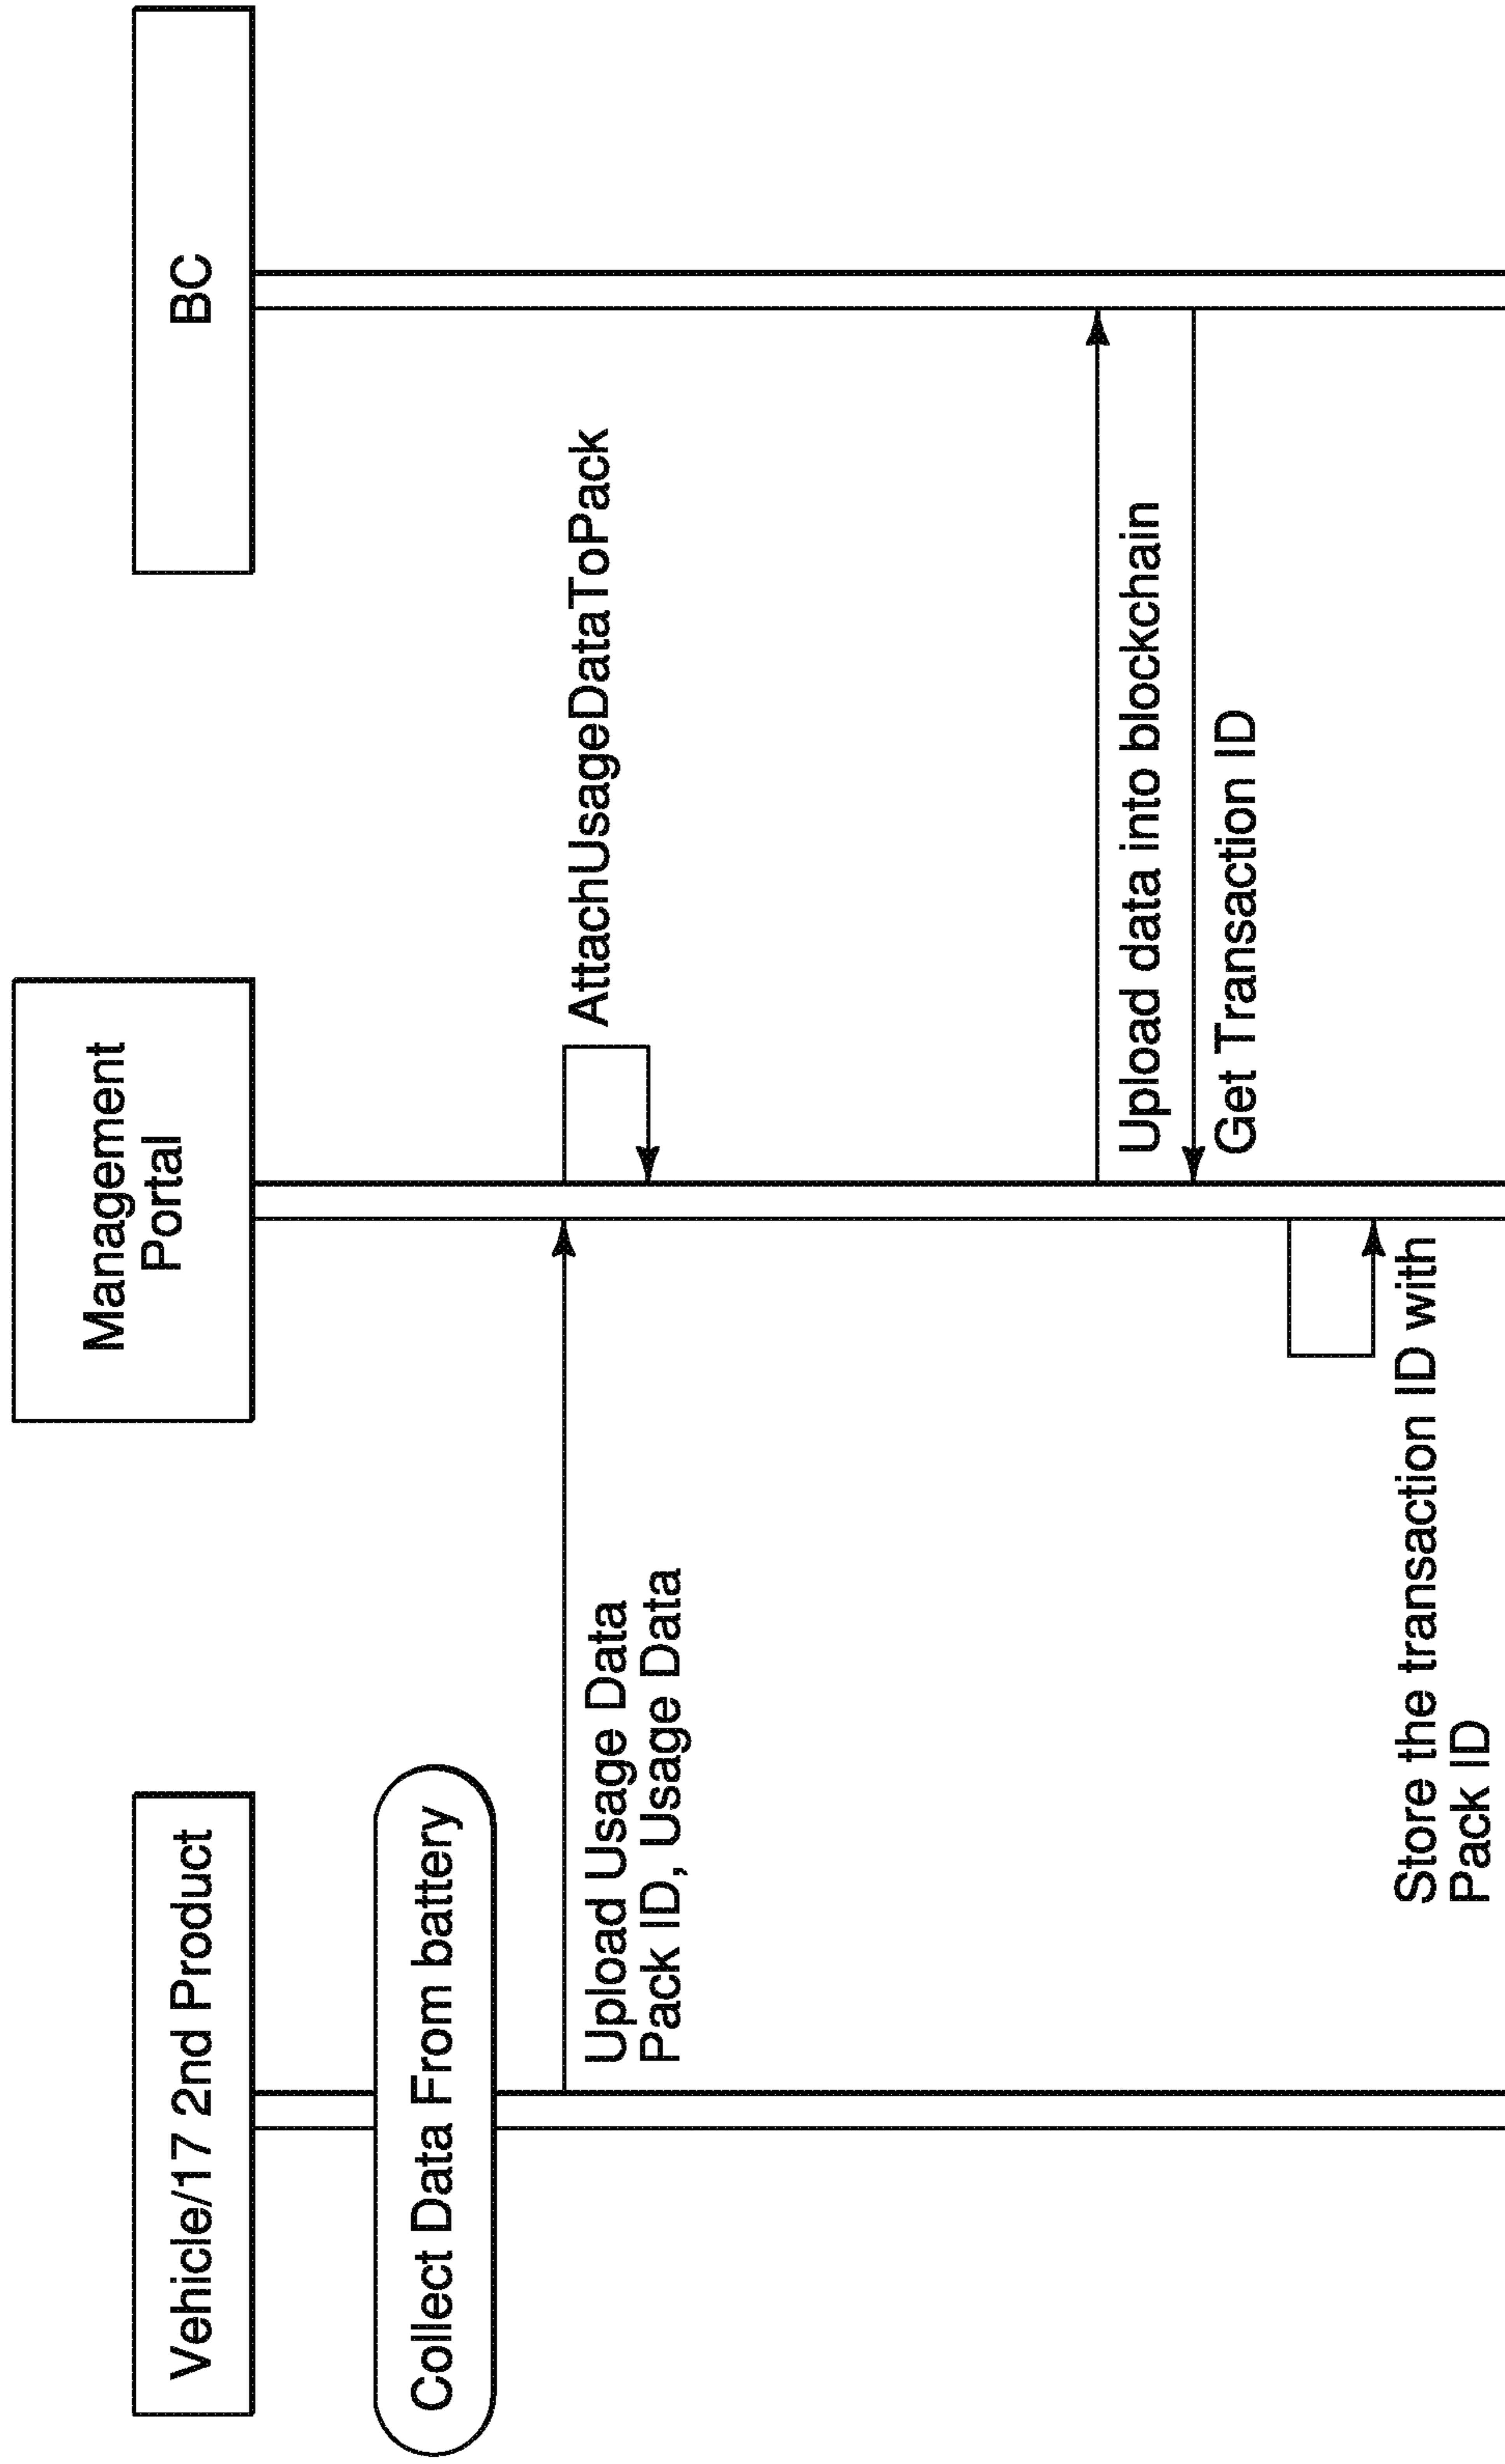 Vehicle/17 2nd Product
Management
Portal
BC
Collect Data From battery
Upload Usage Data
Pack ID, Usage Data
AttachUsageDataToPack
Upload data into blockchain
Get Transaction ID
Store the transaction ID with
Pack ID